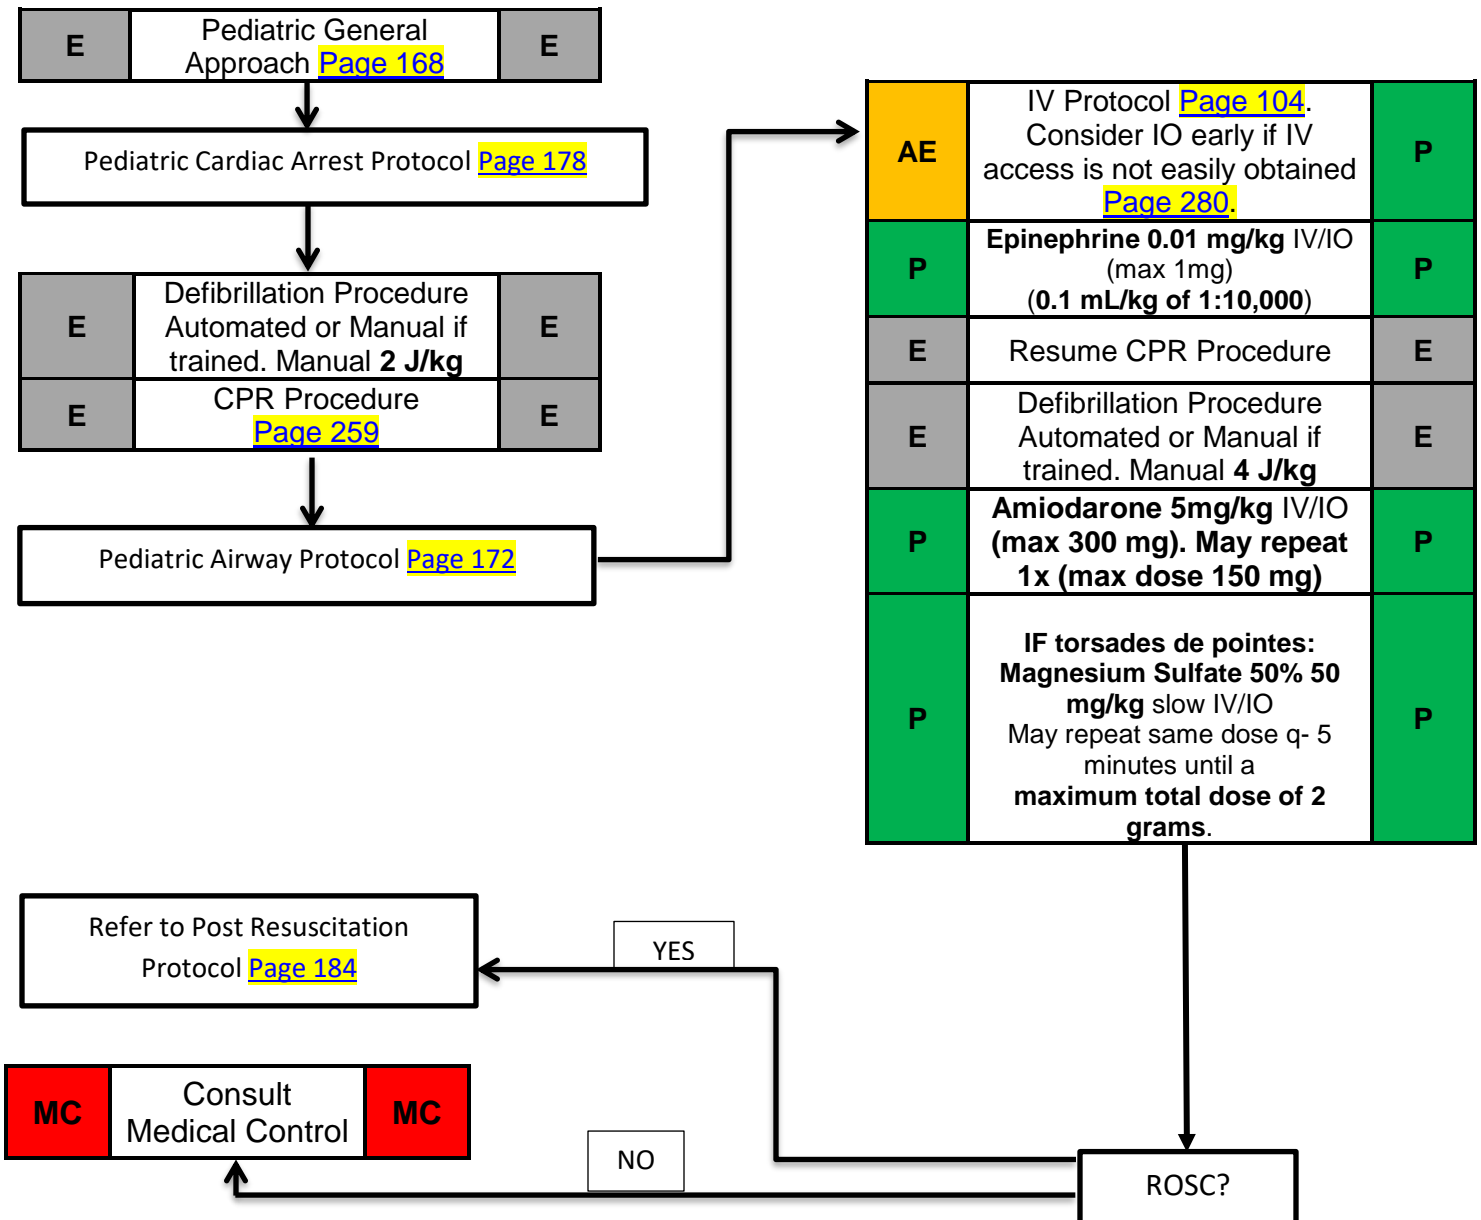 E
Pediatric General
Approach Page 168
E
Pediatric Cardiac Arrest Protocol Page 178
E
Defibrillation Procedure
Automated or Manual if
trained. Manual 2 J/kg
E
E
CPR Procedure
Page 259
E
Pediatric Airway Protocol Page 172
AE
IV Protocol Page 104.
Consider IO early if IV
access is not easily obtained
Page 280.
P
P
Epinephrine 0.01 mg/kg IV/IO
(max 1mg)
(0.1 mL/kg of 1:10,000)
P
E
Resume CPR Procedure
E
E
Defibrillation Procedure
Automated or Manual if
trained. Manual 4 J/kg
E
P
Amiodarone 5mg/kg IV/IO
(max 300 mg). May repeat
1x (max dose 150 mg)
P
P
IF torsades de pointes:
Magnesium Sulfate 50% 50
mg/kg slow IV/IO
May repeat same dose q- 5
minutes until a
maximum total dose of 2
grams.
P
Refer to Post Resuscitation
Protocol Page 184
YES
MC
Consult
Medical Control
MC
NO
ROSC?